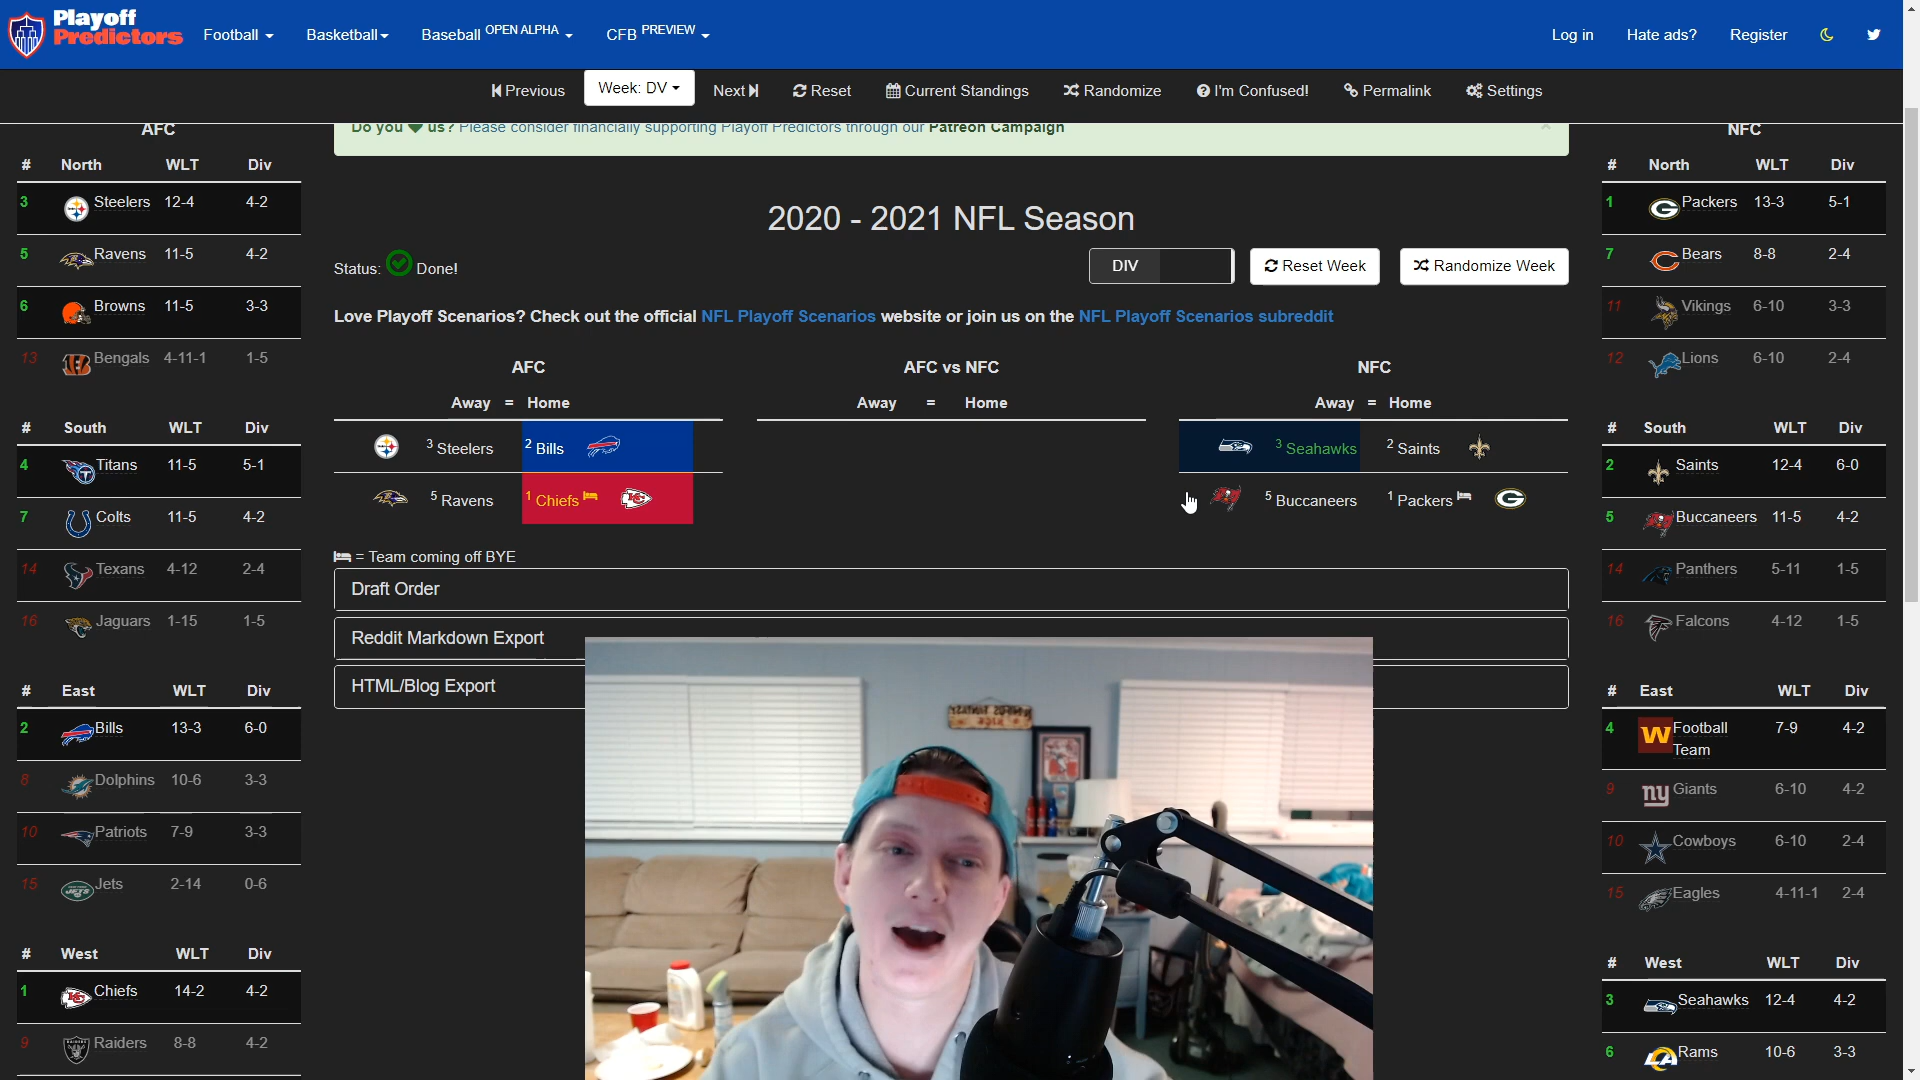 Playoff
Predictors
Football
Basketball
Baseball OPEN ALPHA
CFB PREVIEW
Log in
Hate ads?
Register
Previous
Week: DV
Next
Reset
Current Standings
Randomize
I'm Confused!
Permalink
Settings
AFC
# North WLT Div
3 Steelers 12-4 4-2
5 Ravens 11-5 4-2
6 Browns 11-5 3-3
13 Bengals 4-11-1 1-5
# South WLT Div
4 Titans 11-5 5-1
7 Colts 11-5 4-2
14 Texans 4-12 2-4
16 Jaguars 1-15 1-5
# East WLT Div
2 Bills 13-3 6-0
8 Dolphins 10-6 3-3
10 Patriots 7-9 3-3
15 Jets 2-14 0-6
# West WLT Div
1 Chiefs 14-2 4-2
9 Raiders 8-8 4-2
Do you us? Please consider financially supporting Playoff Predictors through our Patreon Campaign
2020 - 2021 NFL Season
Status: Done!
DIV
Reset Week
Randomize Week
Love Playoff Scenarios? Check out the official NFL Playoff Scenarios website or join us on the NFL Playoff Scenarios subreddit
AFC
Away = Home
3 Steelers 2 Bills
5 Ravens 1 Chiefs
AFC vs NFC
Away = Home
NFC
Away = Home
3 Seahawks 2 Saints
5 Buccaneers 1 Packers
= Team coming off BYE
Draft Order
Reddit Markdown Export
HTML/Blog Export
NFC
# North WLT Div
1 Packers 13-3 5-1
7 Bears 8-8 2-4
11 Vikings 6-10 3-3
12 Lions 6-10 2-4
# South WLT Div
2 Saints 12-4 6-0
5 Buccaneers 11-5 4-2
14 Panthers 5-11 1-5
16 Falcons 4-12 1-5
# East WLT Div
4 Football Team 7-9 4-2
9 Giants 6-10 4-2
10 Cowboys 6-10 2-4
15 Eagles 4-11-1 2-4
# West WLT Div
3 Seahawks 12-4 4-2
6 Rams 10-6 3-3